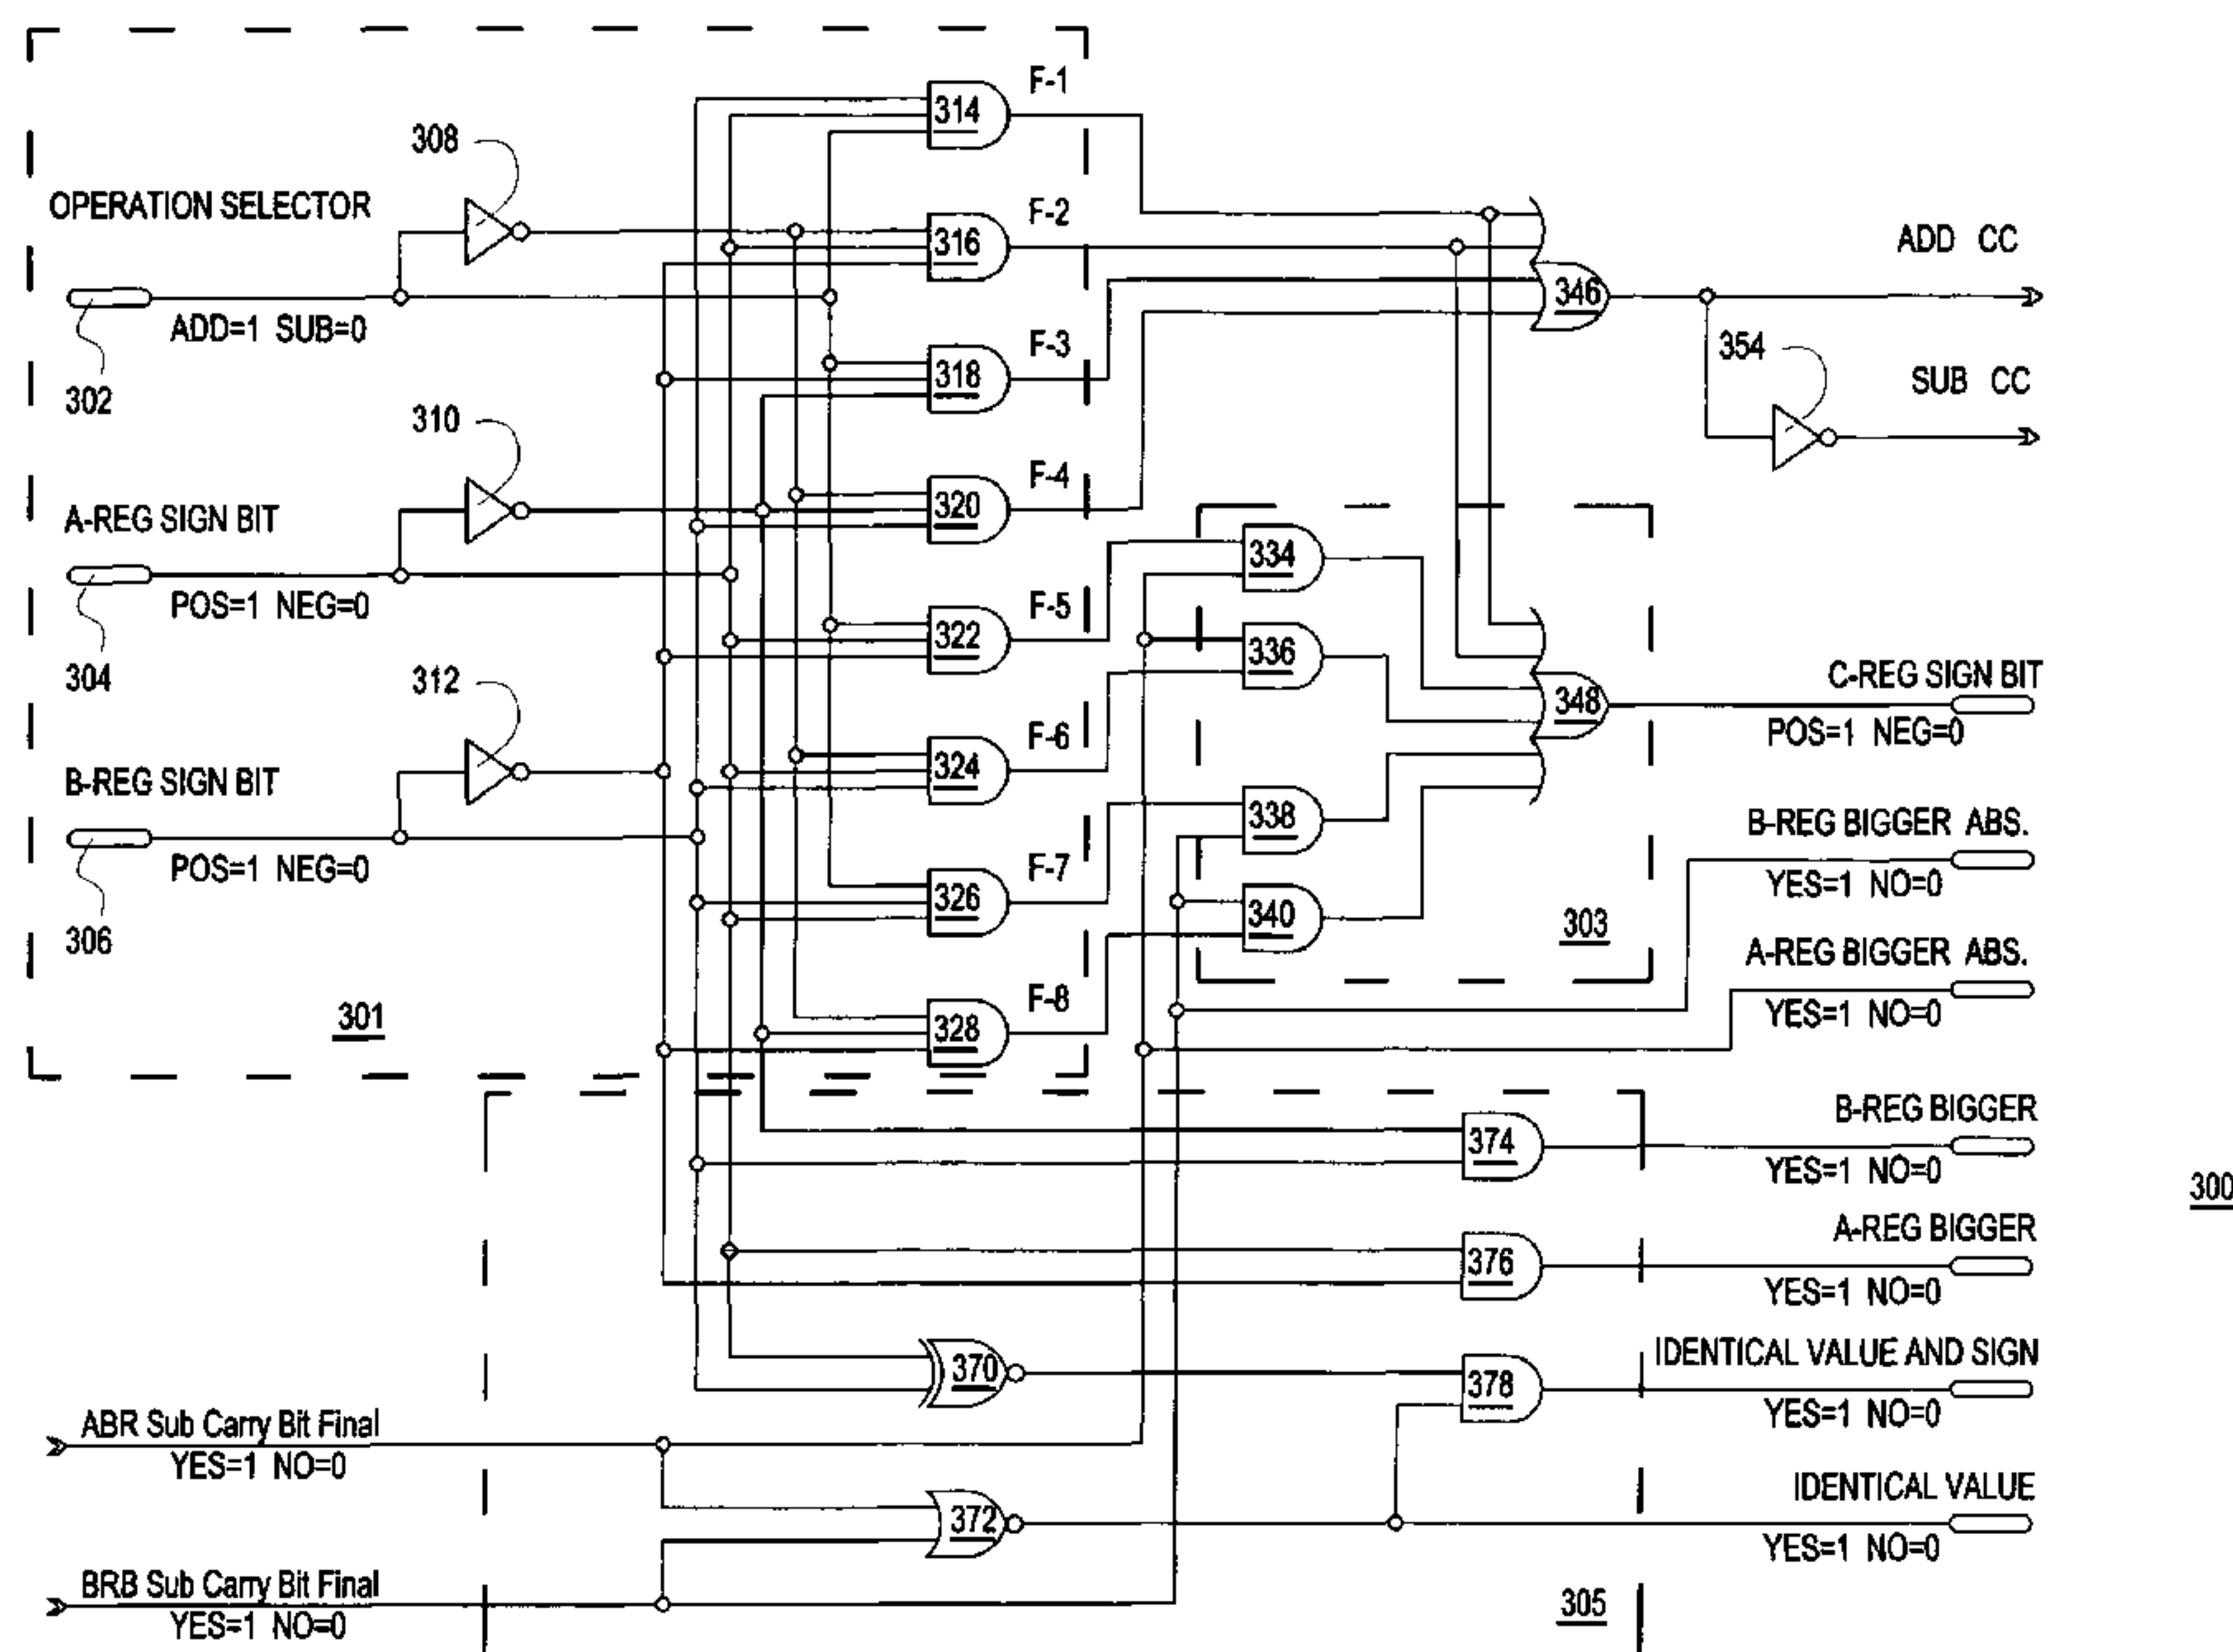 F-1
314
308
OPERATION SELECTOR
F-2
316
ADD CC
346
ADD=1 SUB=0
F-3
354
318
302
SUB CC
310
F-4
A-REG SIGN BIT
320
334
POS=1 NEG=0
F-5
322
336
304
312
C-REG SIGN BIT
348
F-6
POS=1 NEG=0
324
B-REG SIGN BIT
338
B-REG BIGGER ABS.
POS=1 NEG=0
F-7
YES=1 NO=0
326
340
303
306
A-REG BIGGER ABS.
F-8
YES=1 NO=0
301
328
B-REG BIGGER
374
YES=1 NO=0
300
A-REG BIGGER
376
YES=1 NO=0
IDENTICAL VALUE AND SIGN
370
378
YES=1 NO=0
ABR Sub Carry Bit Final
YES=1 NO=0
IDENTICAL VALUE
372
YES=1 NO=0
BRB Sub Carry Bit Final
YES=1 NO=0
305